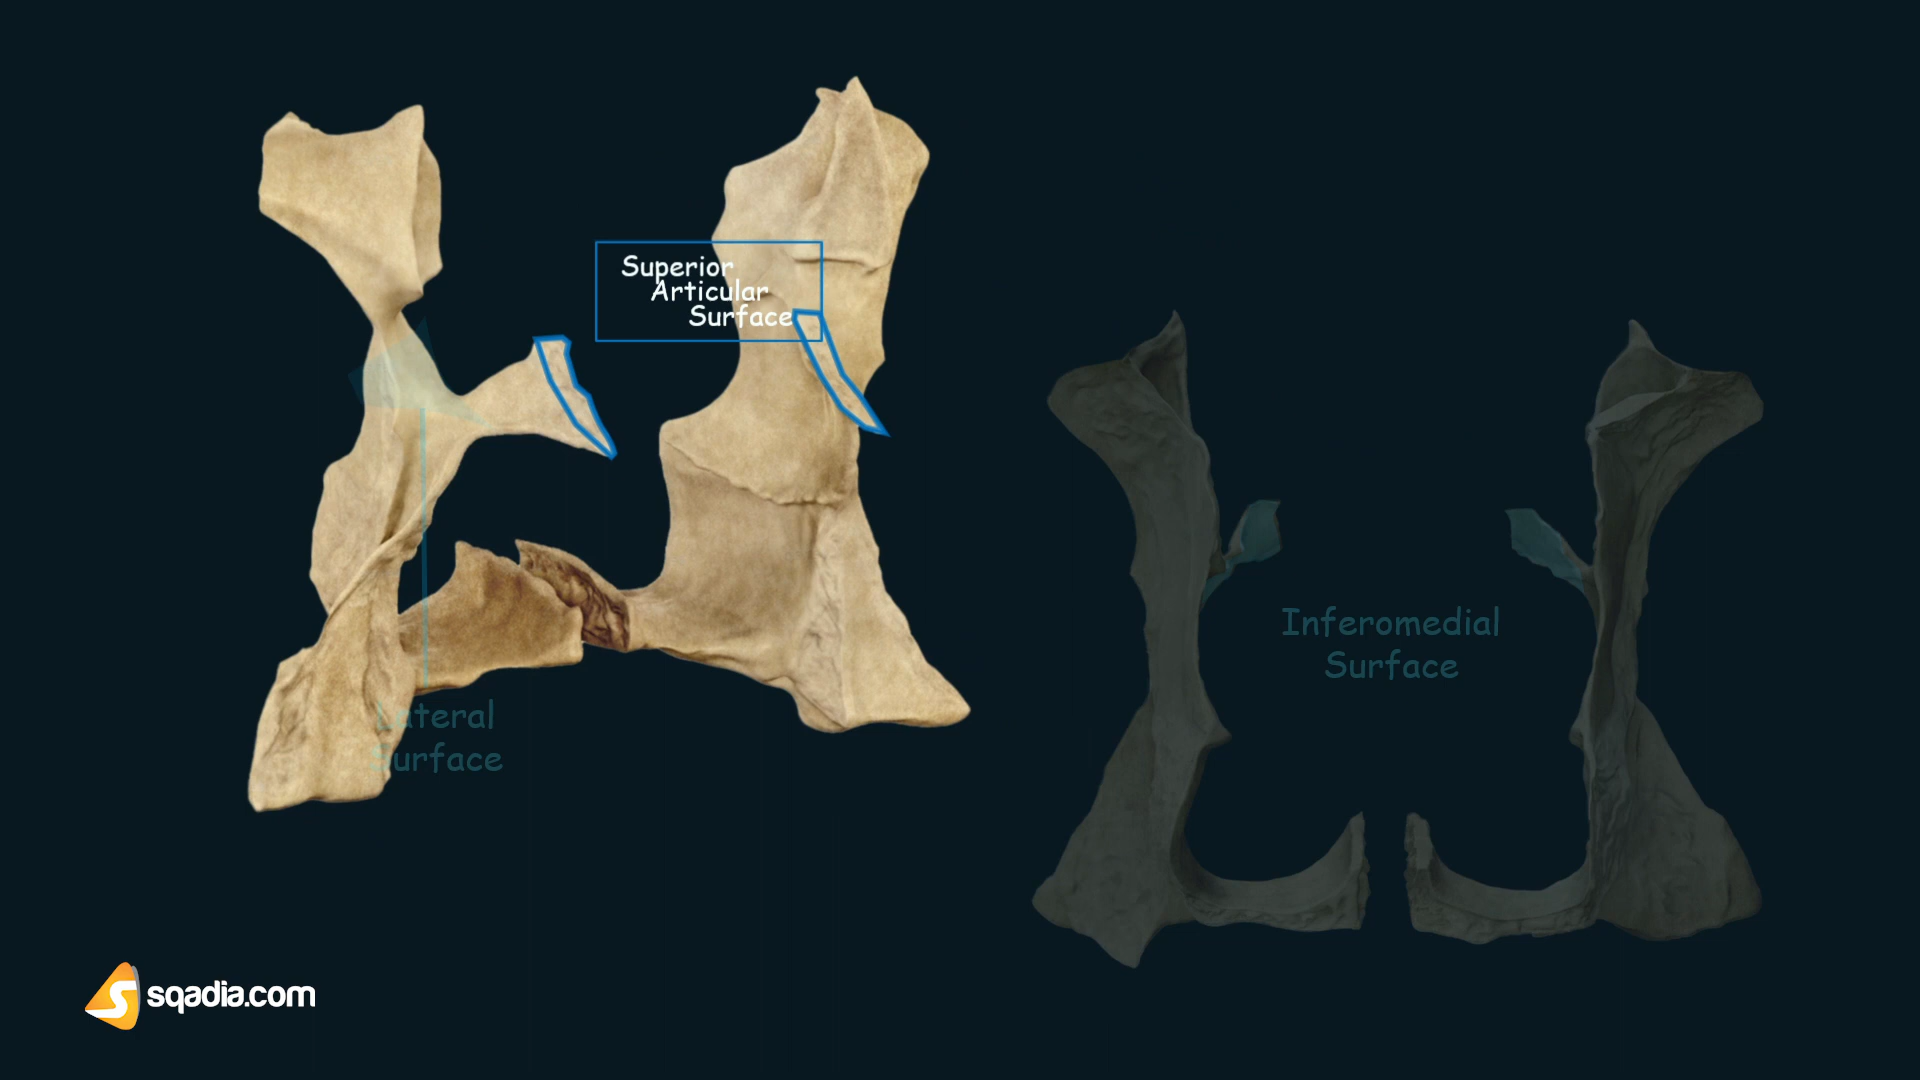 Superior
Articular
Surface
Lateral
Surface
Inferomedial
Surface
sqadia.com